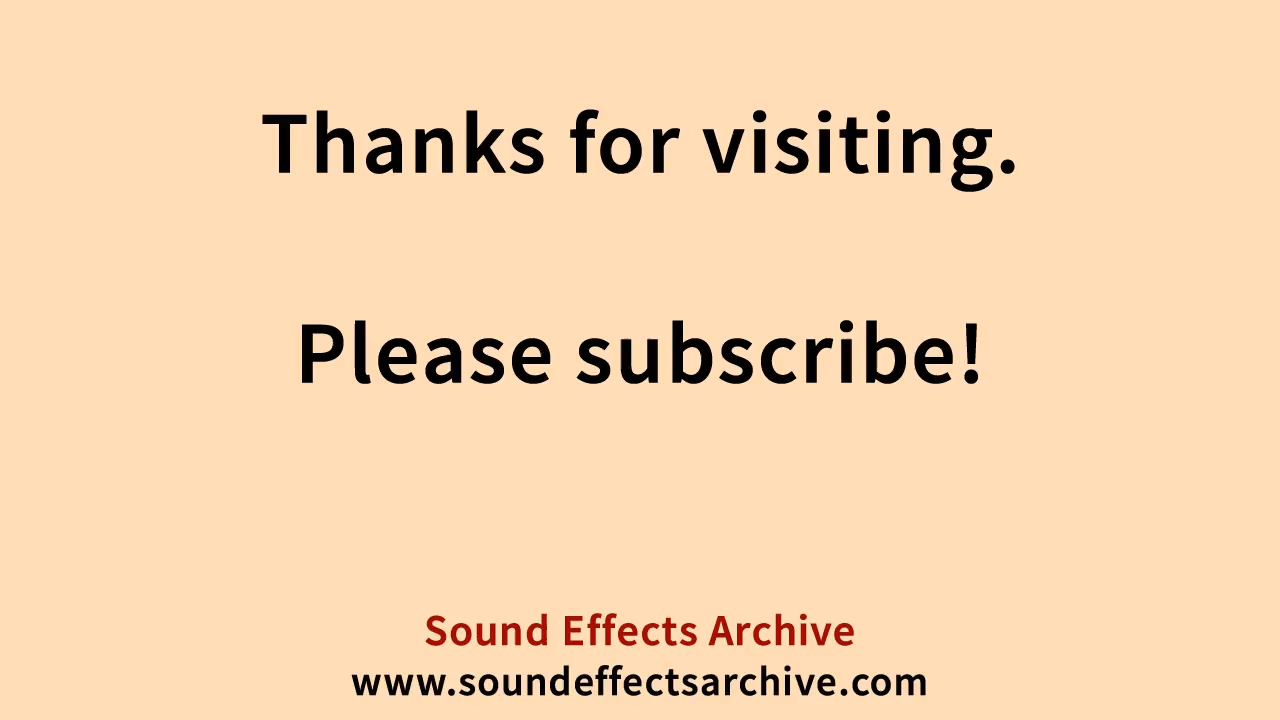 Thanks for visiting.
Please subscribe!
Sound Effects Archive
www.soundeffectsarchive.com